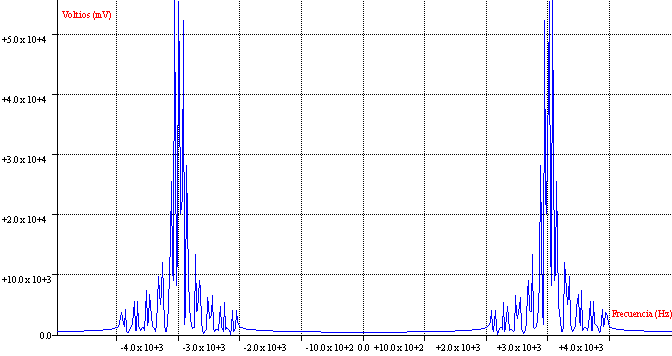 Voltios (mV)
+5.0 x 10+4
+4.0 x 10+4
+3.0 x 10+4
+2.0 x 10+4
+10.0 x 10+3
0.0
Frecuencia (Hz)
-4.0 x 10+3 -3.0 x 10+3 -2.0 x 10+3 -10.0 x 10+2 0.0 +10.0 x 10+2 +2.0 x 10+3 +3.0 x 10+3 +4.0 x 10+3